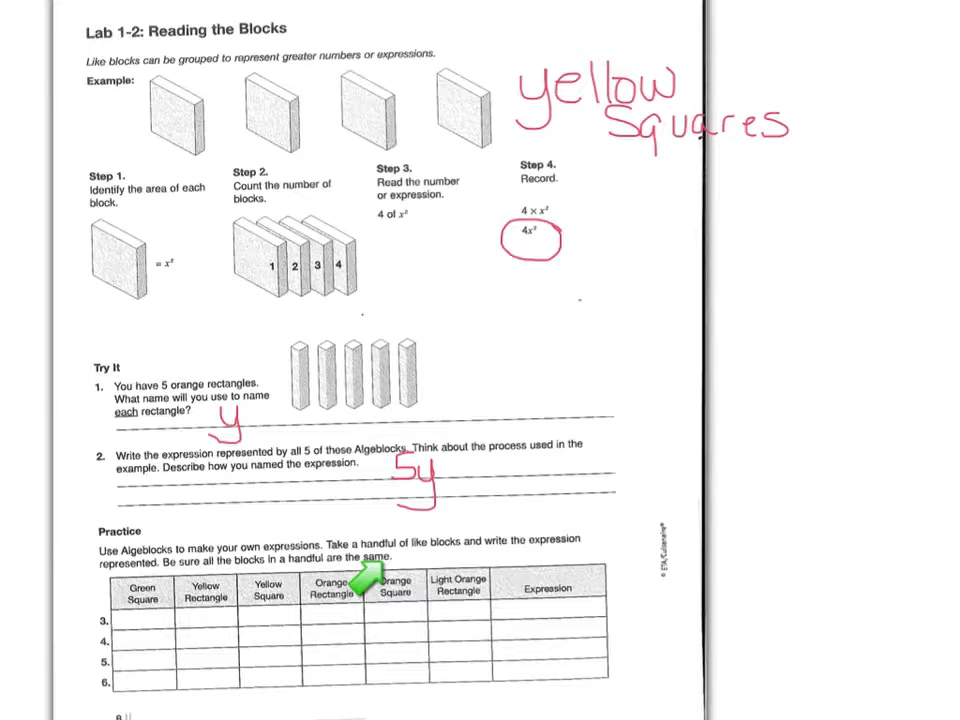 Lab 1-2: Reading the Blocks
Like blocks can be grouped to represent greater numbers or expressions.
Example:
yellow
squares
Step 1.
Identify the area of each
block.
Step 2.
Count the number of
blocks.
Step 3.
Read the number
or expression.
4 of x²
Step 4.
Record.
4 × x²
4x²
= x²
1 2 3 4
Try It
1. You have 5 orange rectangles.
What name will you use to name
each rectangle?
y
2. Write the expression represented by all 5 of these Algeblocks. Think about the process used in the
example. Describe how you named the expression.
5y
Practice
Use Algeblocks to make your own expressions. Take a handful of like blocks and write the expression
represented. Be sure all the blocks in a handful are the same.
Green Square
Yellow Rectangle
Yellow Square
Orange Rectangle
Orange Square
Light Orange Rectangle
Expression
3.
4.
5.
6.
© ETA/Cuisenaire®
8